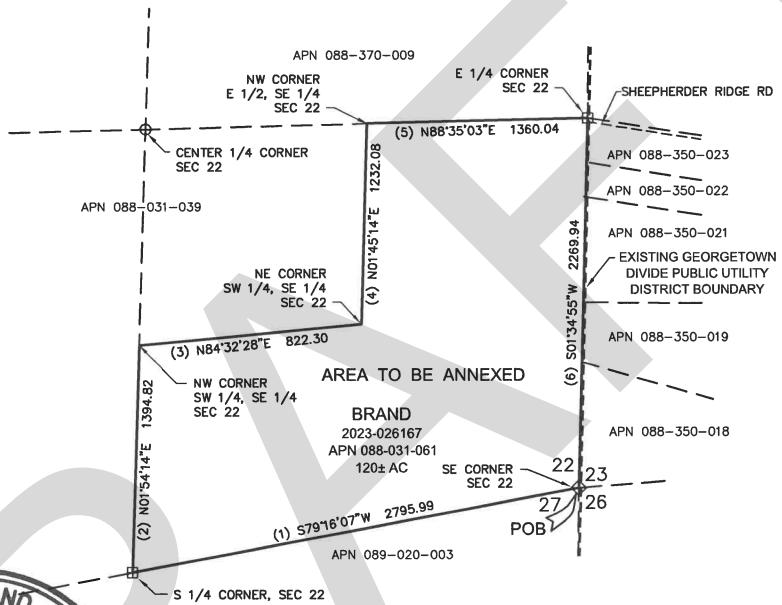 APN 088-370-009
NW CORNER
E 1/2, SE 1/4
SEC 22
E 1/4 CORNER
SEC 22
SHEEPHERDER RIDGE RD
(5) N88°35'03"E 1360.04
CENTER 1/4 CORNER
SEC 22
APN 088-350-023
APN 088-350-022
APN 088-031-039
APN 088-350-021
(4) N01°45'14"E 1232.08
EXISTING GEORGETOWN
DIVIDE PUBLIC UTILITY
DISTRICT BOUNDARY
NE CORNER
SW 1/4, SE 1/4
SEC 22
(6) S01°34'55"W 2269.94
(3) N84°32'28"E 822.30
APN 088-350-019
NW CORNER
SW 1/4, SE 1/4
SEC 22
AREA TO BE ANNEXED
BRAND
2023-026167
APN 088-031-061
120± AC
(2) N01°54'14"E 1394.82
APN 088-350-018
SE CORNER
SEC 22
22 23
27 26
POB
(1) S79°16'07"W 2795.99
APN 089-020-003
S 1/4 CORNER, SEC 22
ND
DRAF